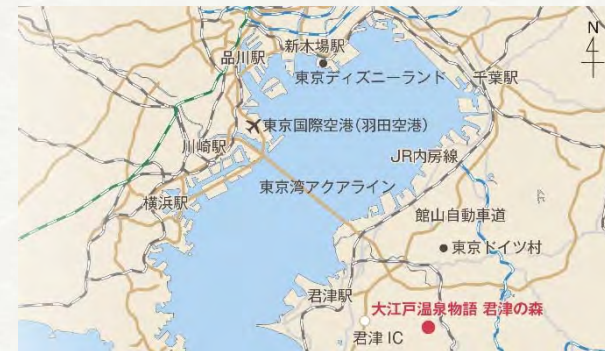 N
新木場駅
品川駅
東京ディズニーランド
千葉駅
東京国際空港(羽田空港)
川崎駅
JR内房線
東京湾アクアライン
横浜駅
館山自動車道
東京ドイツ村
君津駅
大江戸温泉物語 君津の森
君津 IC